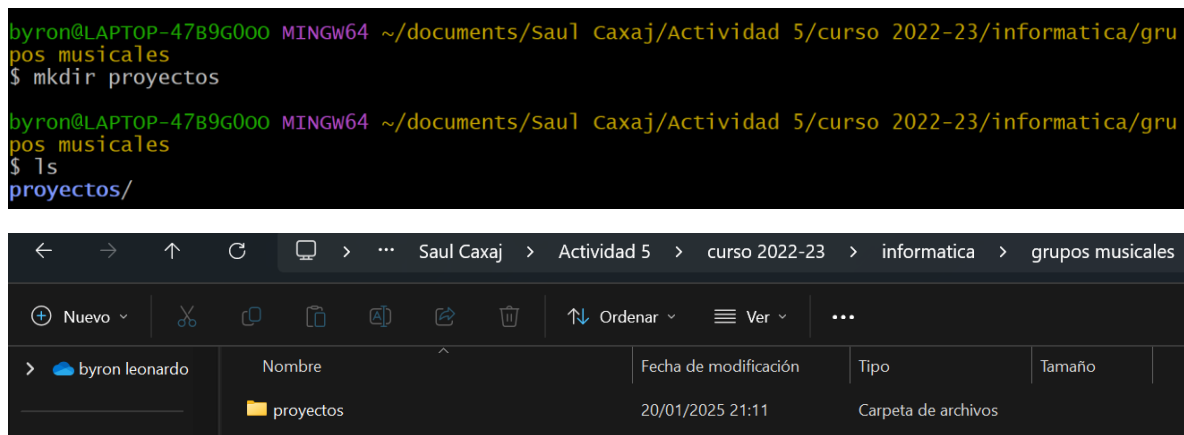 byron@LAPTOP-47B9G0OO MINGW64 ~/documents/Saul Caxaj/Actividad 5/curso 2022-23/informatica/gru
pos musicales
$ mkdir proyectos
byron@LAPTOP-47B9G0OO MINGW64 ~/documents/Saul Caxaj/Actividad 5/curso 2022-23/informatica/gru
pos musicales
$ ls
proyectos/
Saul Caxaj > Actividad 5 > curso 2022-23 > informatica > grupos musicales
Nuevo Ordenar Ver
byron leonardo Nombre Fecha de modificación Tipo Tamaño
proyectos 20/01/2025 21:11 Carpeta de archivos